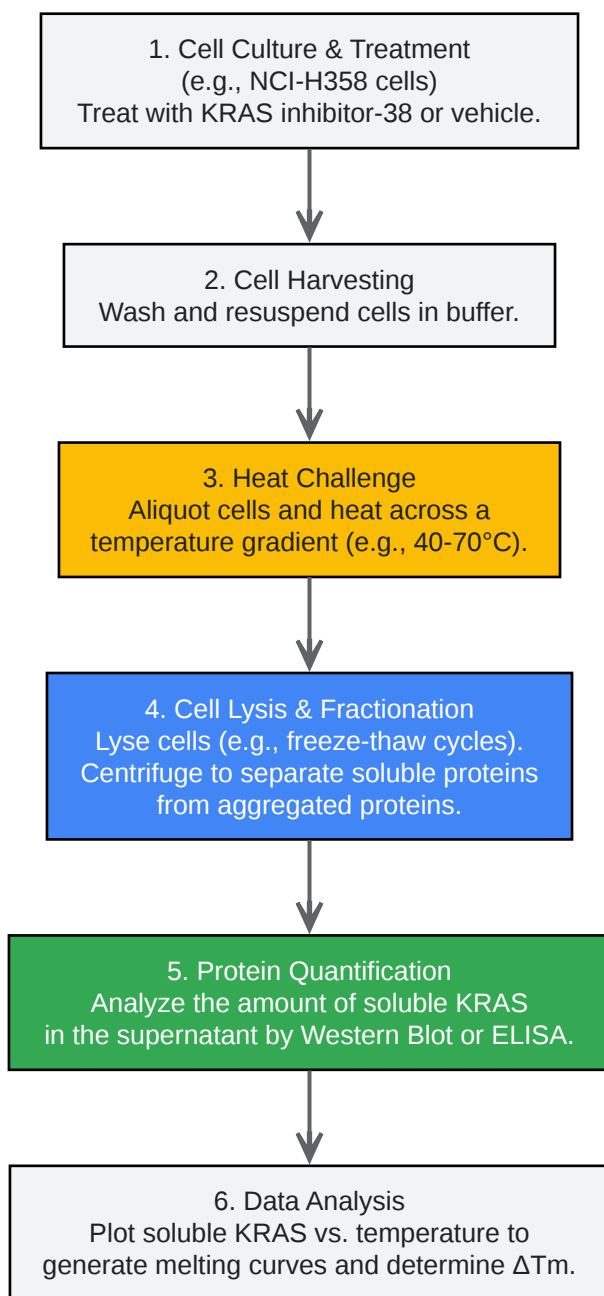 1. Cell Culture & Treatment
(e.g., NCI-H358 cells)
Treat with KRAS inhibitor-38 or vehicle.
2. Cell Harvesting
Wash and resuspend cells in buffer.
3. Heat Challenge
Aliquot cells and heat across a
temperature gradient (e.g., 40-70°C).
4. Cell Lysis & Fractionation
Lyse cells (e.g., freeze-thaw cycles).
Centrifuge to separate soluble proteins
from aggregated proteins.
5. Protein Quantification
Analyze the amount of soluble KRAS
in the supernatant by Western Blot or ELISA.
6. Data Analysis
Plot soluble KRAS vs. temperature to
generate melting curves and determine ΔTm.